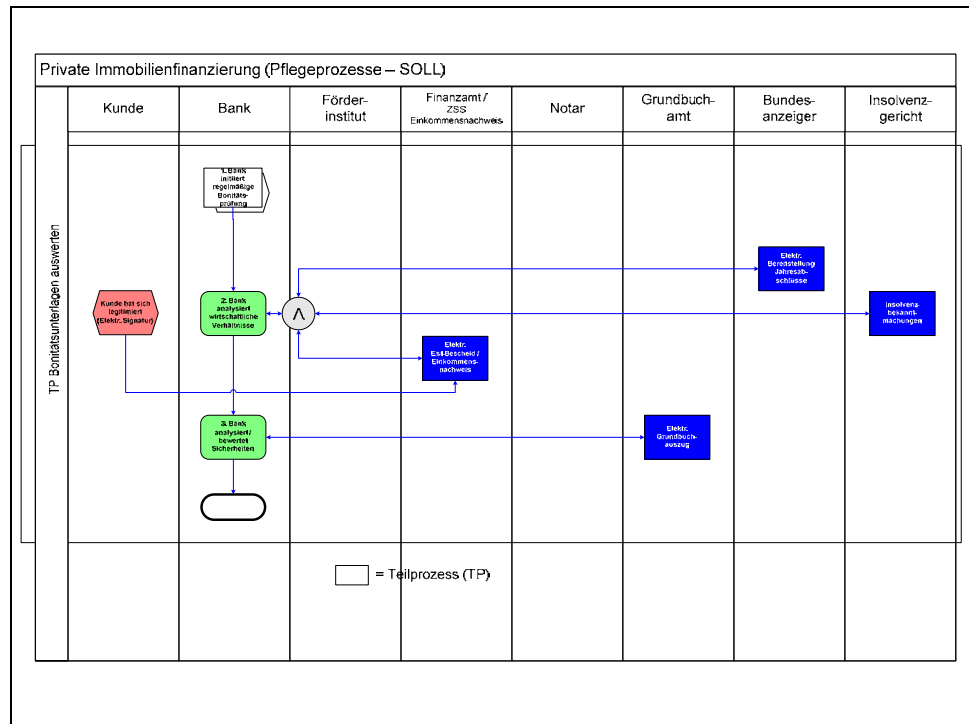 Private Immobilienfinanzierung (Pflegeprozesse – SOLL)
Kunde
Bank
Förder-
institut
Finanzamt /
ZSS
Einkommensnachweis
Notar
Grundbuch-
amt
Bundes-
anzeiger
Insolvenz-
gericht
TP Bonitätsunterlagen auswerten
1. Bank
initiiert
regelmäßige
Bonitäts-
prüfung
Elektr.
Bereitstellung
Jahresab-
schlüsse
Kunde hat sich
legitimiert
(Elektr. Signatur)
2. Bank
analysiert
wirtschaftliche
Verhältnisse
Λ
Insolvenz-
bekannt-
machungen
Elektr.
Est-Bescheid /
Einkommens-
nachweis
3. Bank
analysiert /
bewertet
Sicherheiten
Elektr.
Grundbuch-
auszug
= Teilprozess (TP)